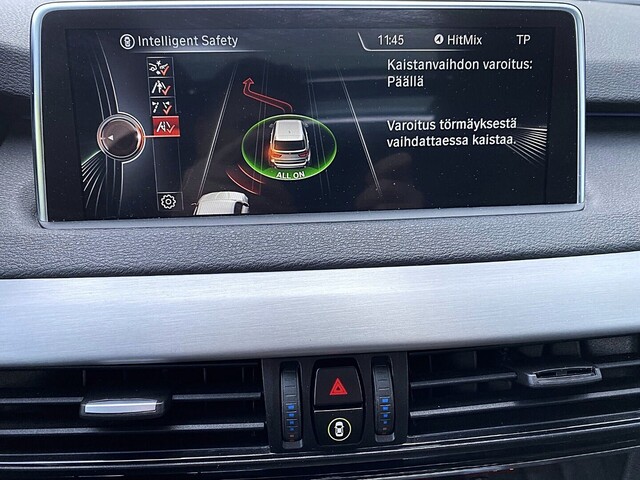 Intelligent Safety
11:45
HitMix
TP
Kaistanvaihdon varoitus:
Päällä
Varoitus törmäyksestä
vaihdattaessa kaistaa.
ALL ON